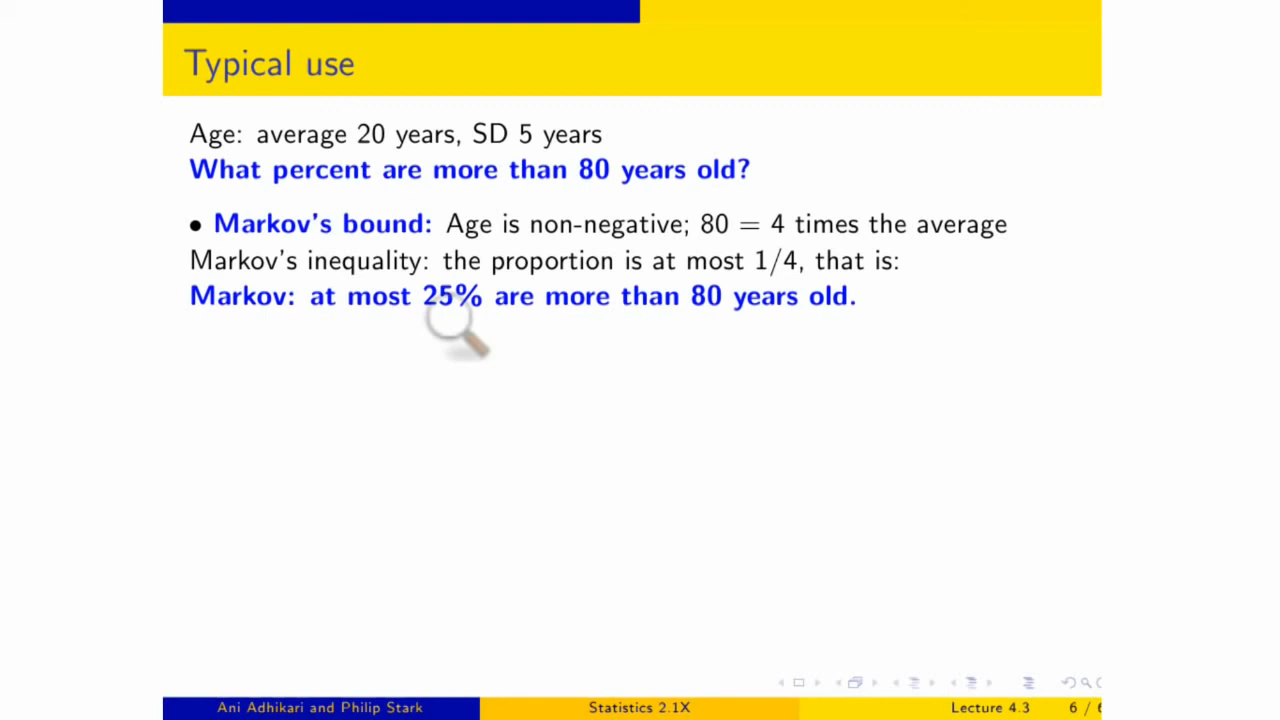 Typical use
Age: average 20 years, SD 5 years
What percent are more than 80 years old?
• Markov's bound: Age is non-negative; 80 = 4 times the average
Markov's inequality: the proportion is at most 1/4, that is:
Markov: at most 25% are more than 80 years old.
Ani Adhikari and Philip Stark Statistics 2.1X Lecture 4.3 6 / 6